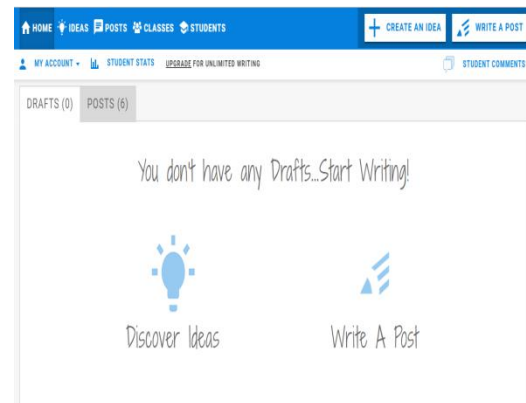 HOME IDEAS POSTS CLASSES STUDENTS CREATE AN IDEA WRITE A POST
MY ACCOUNT STUDENT STATS UPGRADE FOR UNLIMITED WRITING STUDENT COMMENTS
DRAFTS (0) POSTS (6)
You don't have any Drafts...Start Writing!
Discover Ideas Write A Post